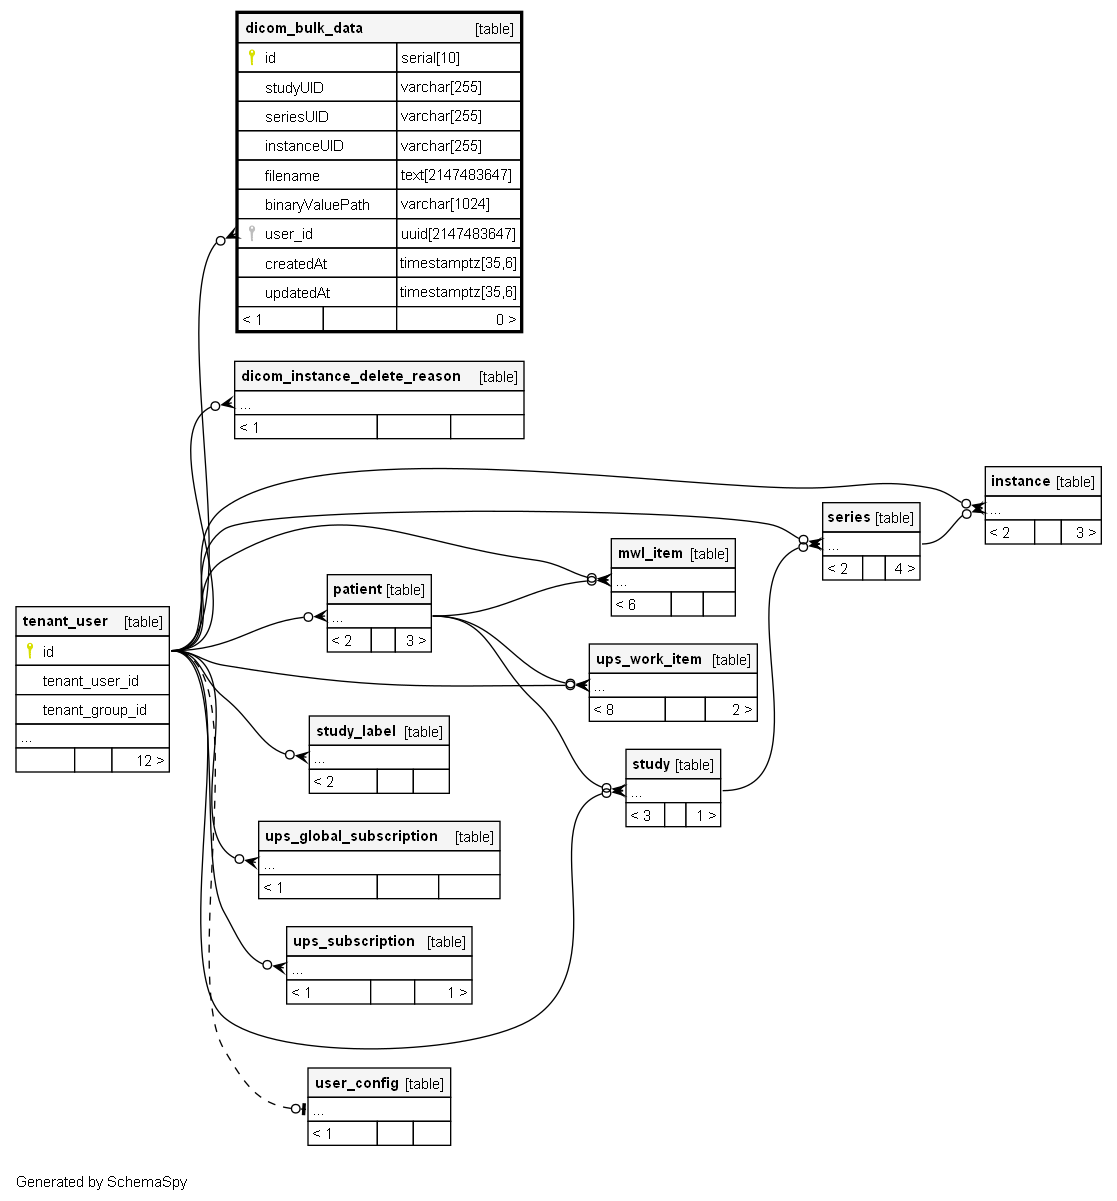 dicom_bulk_data [table]
id serial[10]
studyUID varchar[255]
seriesUID varchar[255]
instanceUID varchar[255]
filename text[2147483647]
binaryValuePath varchar[1024]
user_id uuid[2147483647]
createdAt timestamptz[35,6]
updatedAt timestamptz[35,6]
< 1 0 >
dicom_instance_delete_reason [table]
...
< 1
instance [table]
...
< 2 3 >
series [table]
...
< 2 4 >
mwl_item [table]
...
< 6
patient [table]
...
< 2 3 >
tenant_user [table]
id
tenant_user_id
tenant_group_id
...
12 >
ups_work_item [table]
...
< 8 2 >
study_label [table]
...
< 2
study [table]
...
< 3 1 >
ups_global_subscription [table]
...
< 1
ups_subscription [table]
...
< 1 1 >
user_config [table]
...
< 1
Generated by SchemaSpy